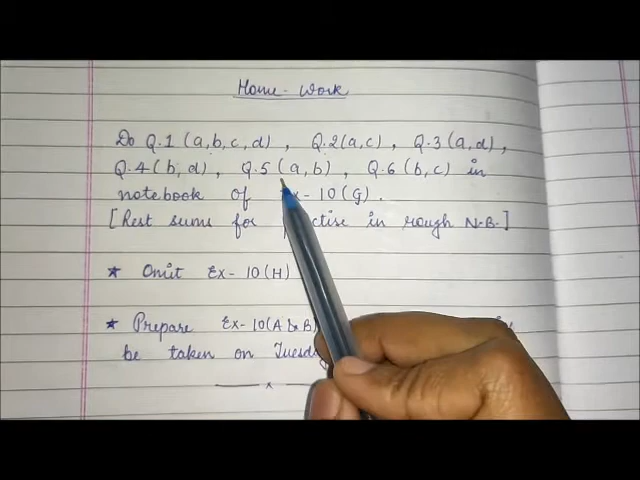 Home-Work
Do Q.1 (a,b,c,d) , Q.2(a,c) , Q.3(a,d) ,
Q.4(b,d) , Q.5(a,b) , Q.6(b,c) in
notebook of x-10(G) .
[Rest sums for ctise in rough N.B.]
* Omit Ex-10(H)
* Prepare Ex-10(A & B)
be taken on Tuesd
x